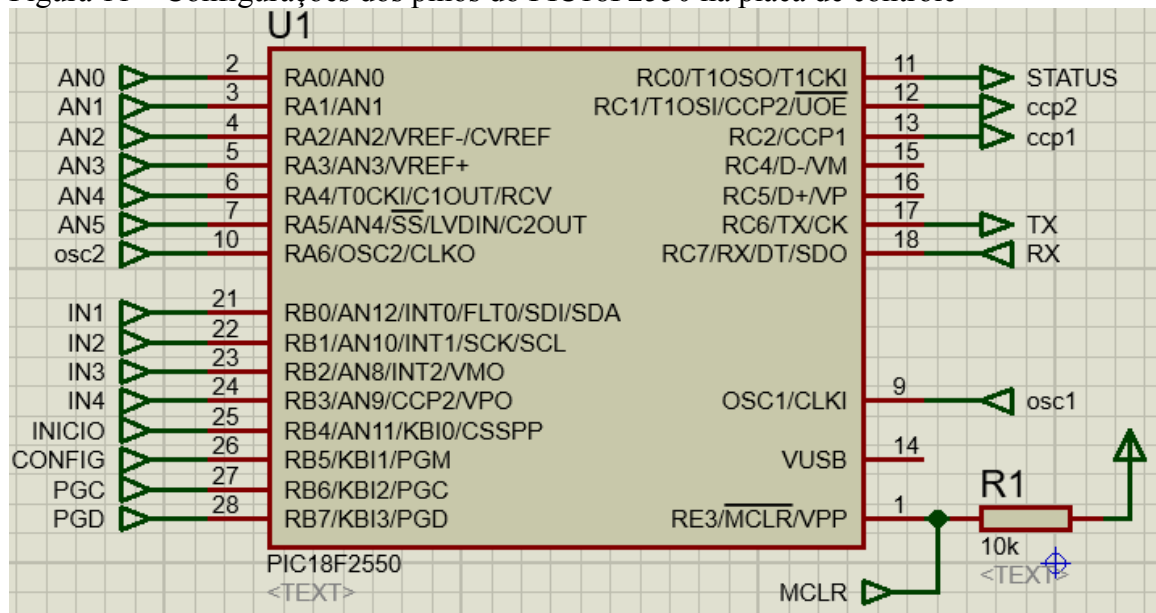 Figura 11 – Configurações dos pinos do PIC18F2550 na placa de controle
U1
AN0 2 RA0/AN0 RC0/T1OSO/T1CKI 11 STATUS
AN1 3 RA1/AN1 RC1/T1OSI/CCP2/UOE 12 ccp2
AN2 4 RA2/AN2/VREF-/CVREF RC2/CCP1 13 ccp1
AN3 5 RA3/AN3/VREF+ RC4/D-/VM 15
AN4 6 RA4/T0CKI/C1OUT/RCV RC5/D+/VP 16
AN5 7 RA5/AN4/SS/LVDIN/C2OUT RC6/TX/CK 17 TX
osc2 10 RA6/OSC2/CLKO RC7/RX/DT/SDO 18 RX
IN1 21 RB0/AN12/INT0/FLT0/SDI/SDA
IN2 22 RB1/AN10/INT1/SCK/SCL
IN3 23 RB2/AN8/INT2/VMO
IN4 24 RB3/AN9/CCP2/VPO OSC1/CLKI 9 osc1
INICIO 25 RB4/AN11/KBI0/CSSPP
CONFIG 26 RB5/KBI1/PGM VUSB 14
PGC 27 RB6/KBI2/PGC R1
PGD 28 RB7/KBI3/PGD RE3/MCLR/VPP 1
10k
PIC18F2550
<TEXT>
<TEXT>
MCLR